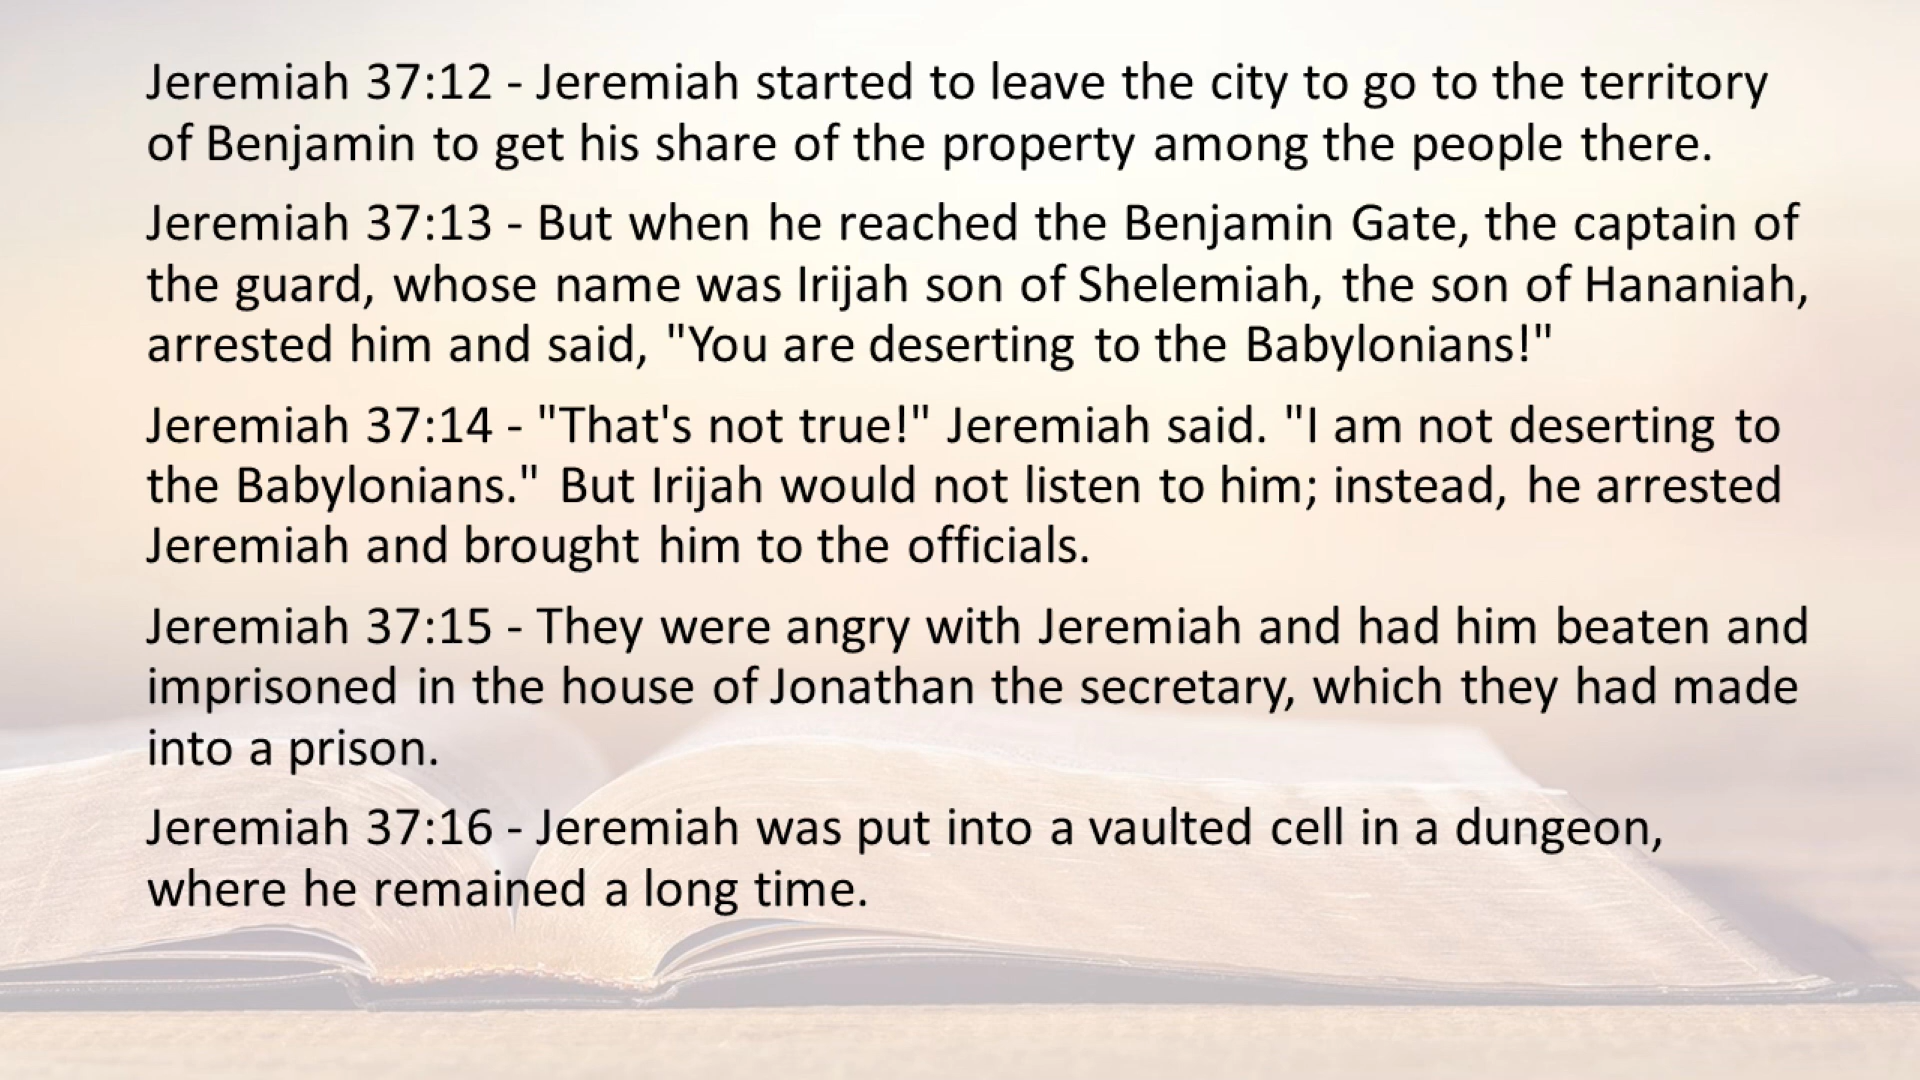 Jeremiah 37:12 - Jeremiah started to leave the city to go to the territory
of Benjamin to get his share of the property among the people there.
Jeremiah 37:13 - But when he reached the Benjamin Gate, the captain of
the guard, whose name was Irijah son of Shelemiah, the son of Hananiah,
arrested him and said, "You are deserting to the Babylonians!"
Jeremiah 37:14 - "That's not true!" Jeremiah said. "I am not deserting to
the Babylonians." But Irijah would not listen to him; instead, he arrested
Jeremiah and brought him to the officials.
Jeremiah 37:15 - They were angry with Jeremiah and had him beaten and
imprisoned in the house of Jonathan the secretary, which they had made
into a prison.
Jeremiah 37:16 - Jeremiah was put into a vaulted cell in a dungeon,
where he remained a long time.